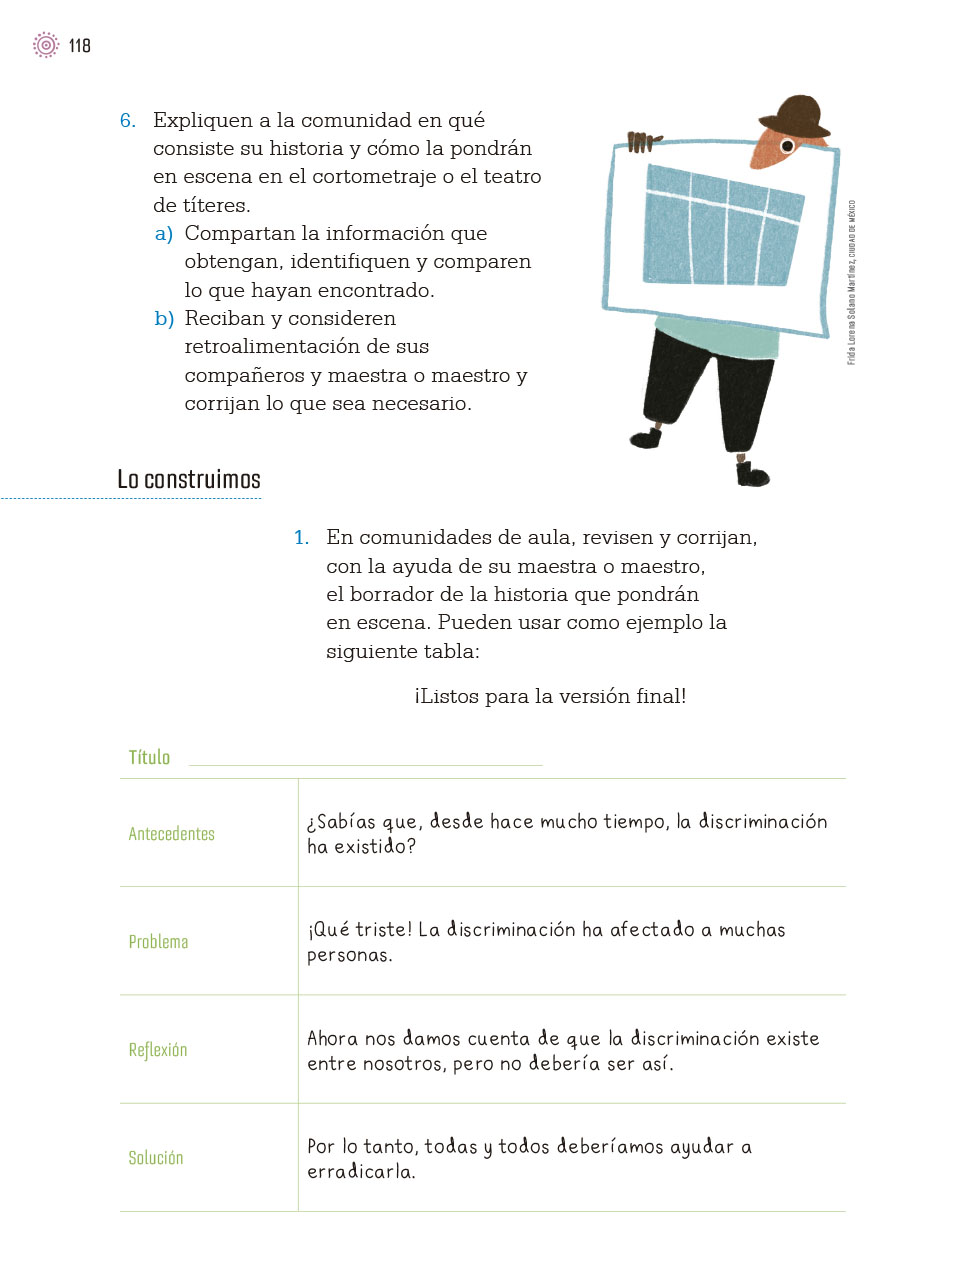 118
6. Expliquen a la comunidad en qué
consiste su historia y cómo la pondrán
en escena en el cortometraje o el teatro
de títeres.
a) Compartan la información que
obtengan, identifiquen y comparen
lo que hayan encontrado.
b) Reciban y consideren
retroalimentación de sus
compañeros y maestra o maestro y
corrijan lo que sea necesario.
Frida Lorena Solano Martínez, CIUDAD DE MÉXICO
Lo construimos
1. En comunidades de aula, revisen y corrijan,
con la ayuda de su maestra o maestro,
el borrador de la historia que pondrán
en escena. Pueden usar como ejemplo la
siguiente tabla:
¡Listos para la versión final!
Título
Antecedentes
¿Sabías que, desde hace mucho tiempo, la discriminación
ha existido?
Problema
¡Qué triste! La discriminación ha afectado a muchas
personas.
Reflexión
Ahora nos damos cuenta de que la discriminación existe
entre nosotros, pero no debería ser así.
Solución
Por lo tanto, todas y todos deberíamos ayudar a
erradicarla.